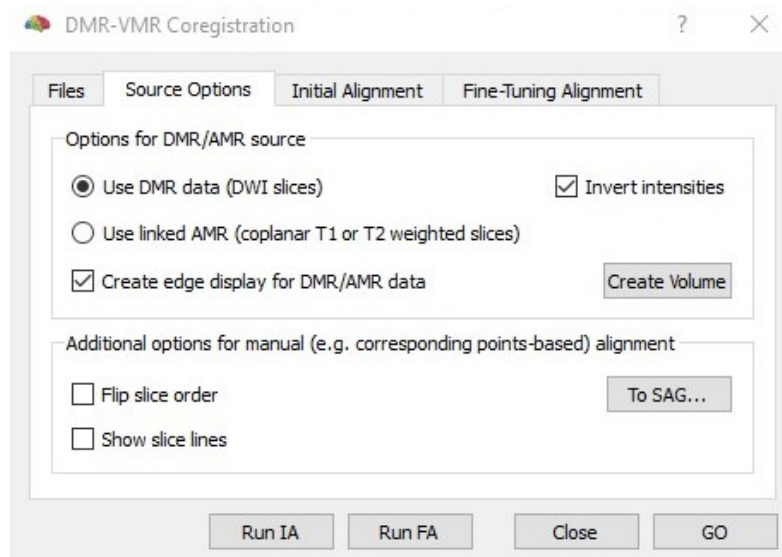 DMR-VMR Coregistration ?
Files Source Options Initial Alignment Fine-Tuning Alignment
Options for DMR/AMR source
Use DMR data (DWI slices) Invert intensities
Use linked AMR (coplanar T1 or T2 weighted slices)
Create edge display for DMR/AMR data Create Volume
Additional options for manual (e.g. corresponding points-based) alignment
Flip slice order To SAG...
Show slice lines
Run IA Run FA Close GO